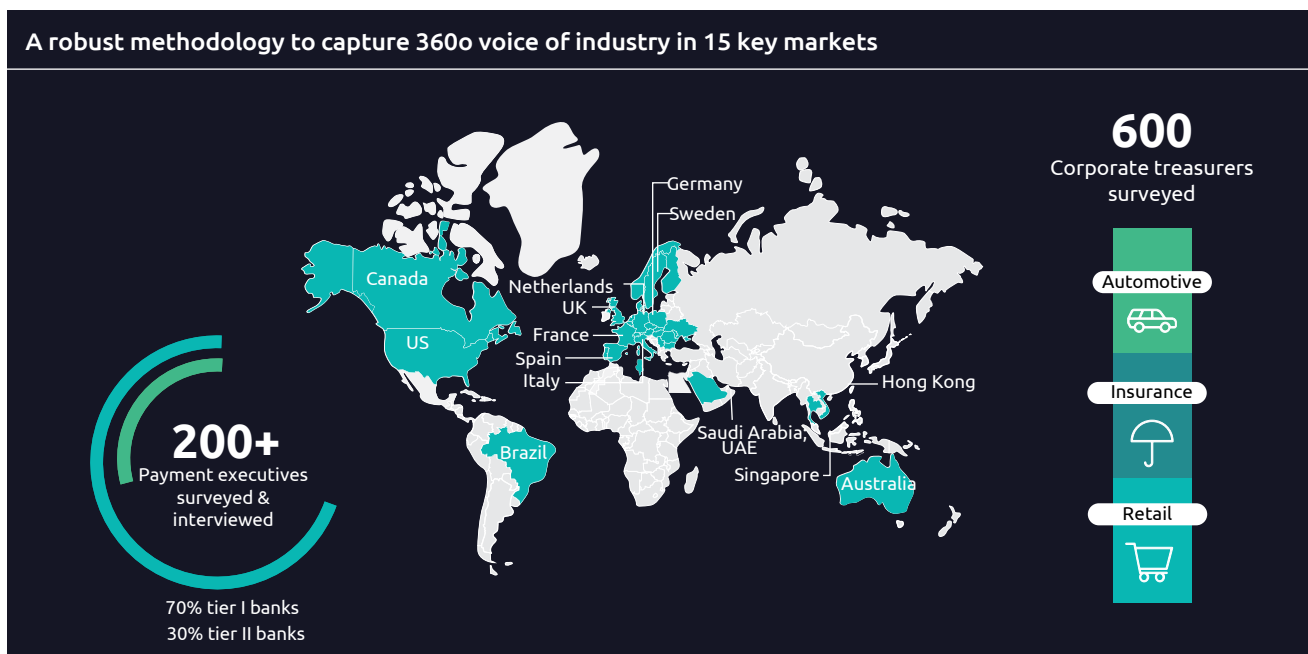 A robust methodology to capture 360o voice of industry in 15 key markets
600
Corporate treasurers
surveyed
Germany
Sweden
Canada
Netherlands
UK
France
US
Spain
Italy
Hong Kong
Saudi Arabia,
UAE
Brazil
Singapore
Australia
Automotive
Insurance
Retail
200+
Payment executives
surveyed &
interviewed
70% tier I banks
30% tier II banks